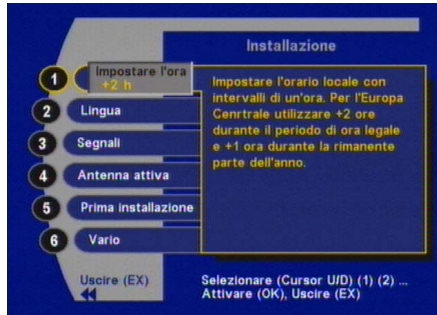 Installazione
1 Impostare l'ora
+2 h
2 Lingua
3 Segnali
4 Antenna attiva
5 Prima installazione
6 Vario
Impostare l'orario locale con
intervalli di un'ora. Per l'Europa
Cenrtrale utilizzare +2 ore
durante il periodo di ora legale
e +1 ora durante la rimanente
parte dell'anno.
Uscire (EX)
Selezionare (Cursor U/D) (1) (2) ...
Attivare (OK), Uscire (EX)